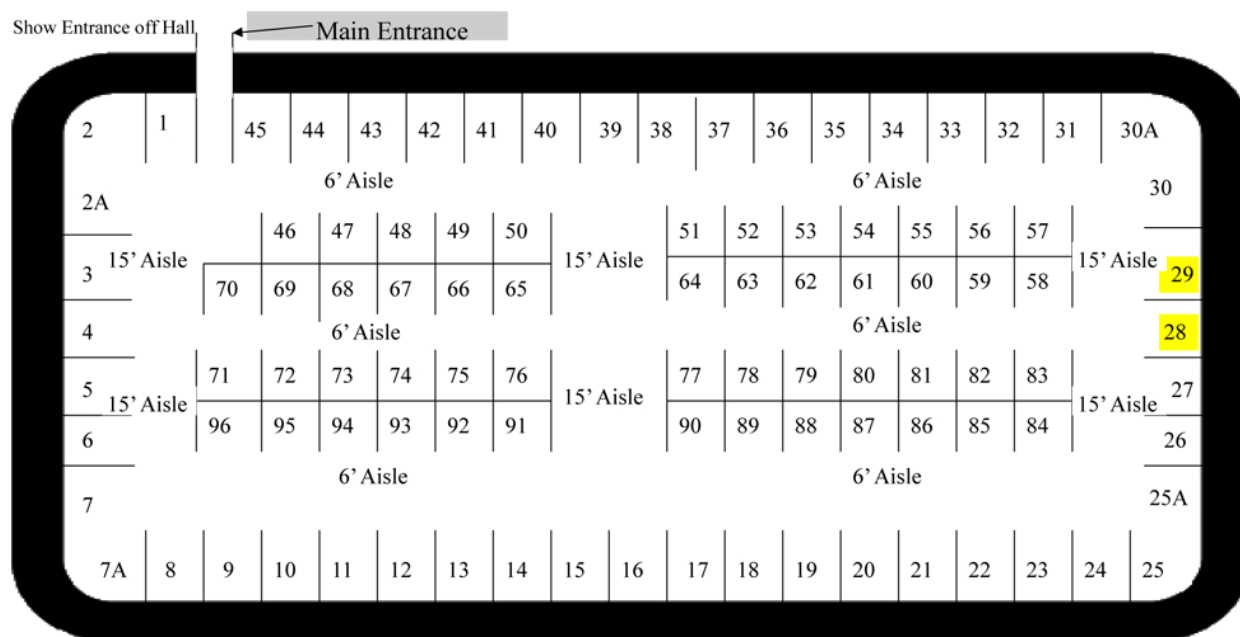 Show Entrance off Hall
Main Entrance
2 1 45 44 43 42 41 40 39 38 37 36 35 34 33 32 31 30A
6’ Aisle 6’ Aisle
2A 30
46 47 48 49 50 51 52 53 54 55 56 57
15’ Aisle 15’ Aisle 15’ Aisle
3 29
70 69 68 67 66 65 64 63 62 61 60 59 58
4 6’ Aisle 6’ Aisle 28
71 72 73 74 75 76 77 78 79 80 81 82 83
5 27
15’ Aisle 15’ Aisle 15’ Aisle
96 95 94 93 92 91 90 89 88 87 86 85 84
6 26
6’ Aisle 6’ Aisle
7 25A
7A 8 9 10 11 12 13 14 15 16 17 18 19 20 21 22 23 24 25